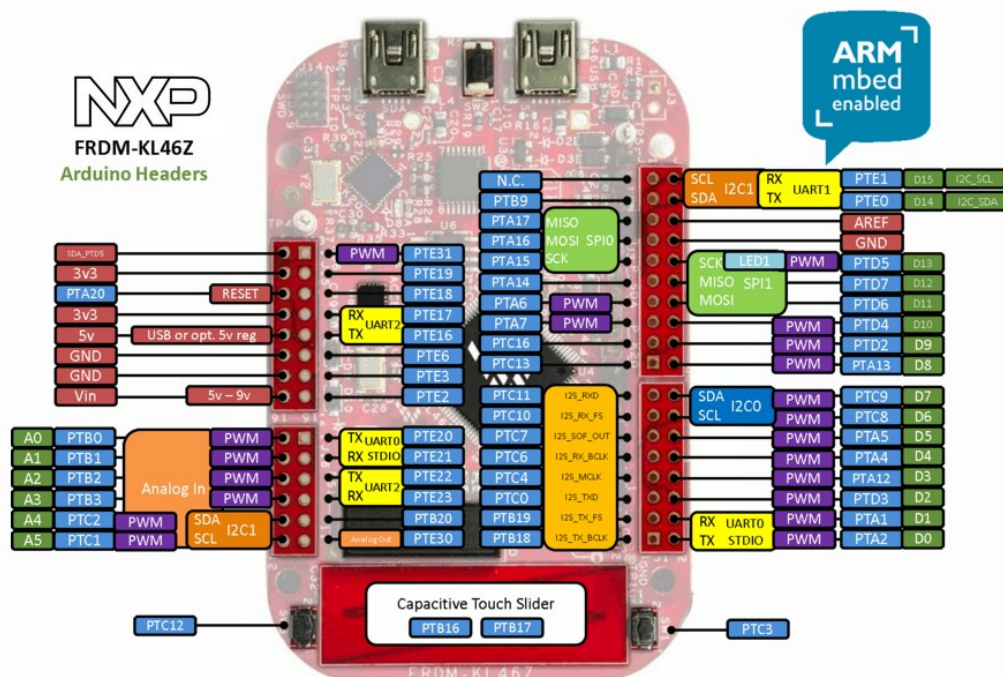 NXP
FRDM-KL46Z
Arduino Headers
ARM
mbed
enabled
N.C. SCL RX PTE1 D15 I2C_SCL
I2C1 UART1
PTB9 SDA TX PTE0 D14 I2C_SDA
PTA17 MISO AREF
PTA16 MOSI SPI0 GND
SDA_PTD5 PWM PTE31 PTA15 SCK SCK LED1 PWM PTD5 D13
3v3 PTE19 PTA14 MISO SPI1 PTD7 D12
PTA20 RESET PTE18 PTA6 PWM MOSI PTD6 D11
3v3 RX PTE17 PTA7 PWM PWM PTD4 D10
UART2
5v USB or opt. 5v reg TX PTE16 PTC16 PWM PTD2 D9
GND PTE6 PTC13 PWM PTA13 D8
GND PTE3
Vin 5v – 9v PTE2 PTC11 I2S_RXD SDA I2C0 PWM PTC9 D7
PTC10 I2S_RX_FS SCL PWM PTC8 D6
A0 PTB0 PWM TX UART0 PTE20 PTC7 I2S_SOF_OUT PWM PTA5 D5
A1 PTB1 PWM RX STDIO PTE21 PTC6 I2S_RX_BCLK PWM PTA4 D4
A2 PTB2 Analog In PWM TX UART2 PTE22 PTC4 I2S_MCLK PWM PTA12 D3
A3 PTB3 PWM RX PTE23 PTC0 I2S_TXD PWM PTD3 D2
A4 PTC2 PWM SDA I2C1 PTB20 PTB19 I2S_TX_FS RX UART0 PWM PTA1 D1
A5 PTC1 PWM SCL Analog Out PTE30 PTB18 I2S_TX_BCLK TX STDIO PWM PTA2 D0
Capacitive Touch Slider
PTC12 PTB16 PTB17 PTC3
FRDM-KL46Z